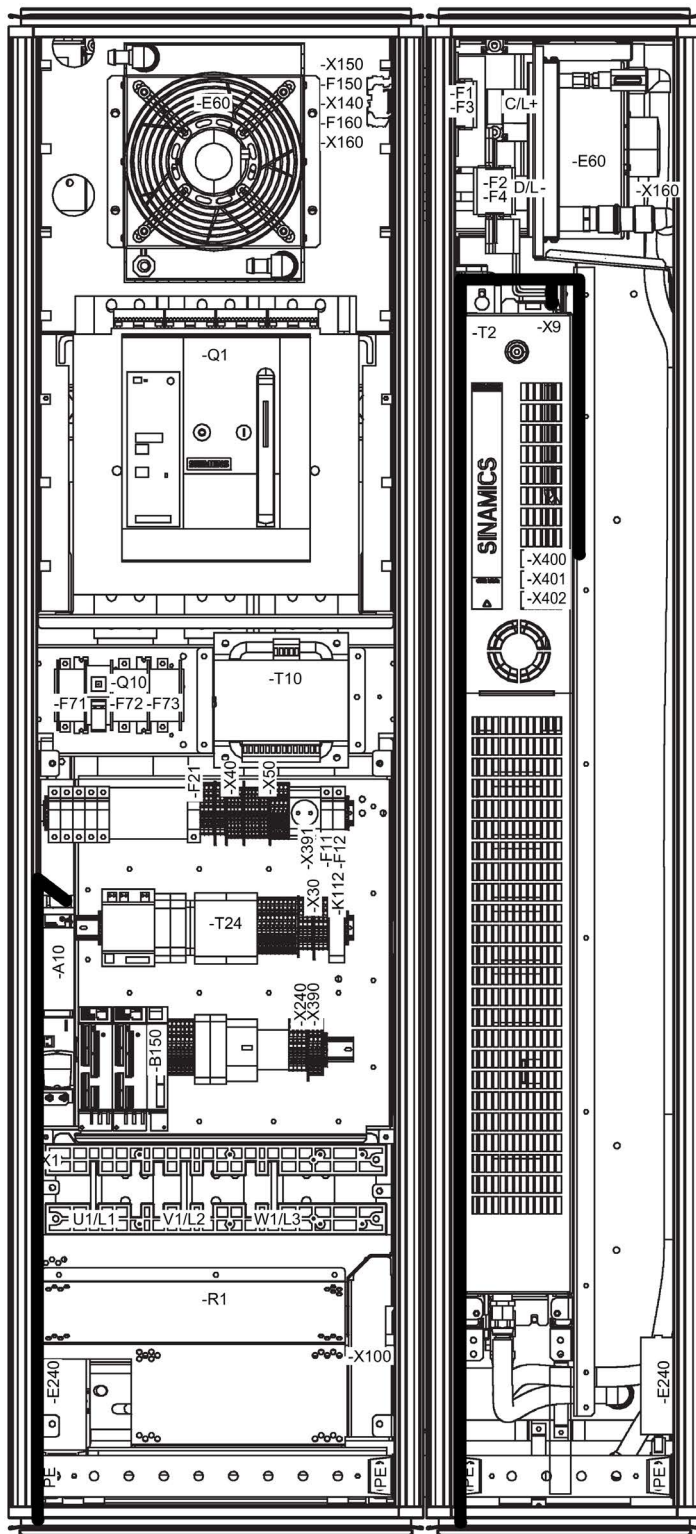 -X150
-F150
-E60
-X140
-F160
-X160
-Q1
SIEMENS
-Q10
-F71
-F72
-F73
-T10
-F21
-X40
-X50
-X391
-F11
-F12
-X30
-K112
-T24
-A10
-X240
-X390
-B150
X1
U1/L1
V1/L2
W1/L3
-R1
-X100
-E240
PE
PE
-F1
-F3
C/L+
-E60
-F2
-F4
D/L-
-X160
-T2
-X9
SINAMICS
-X400
-X401
-X402
-E240
PE
PE